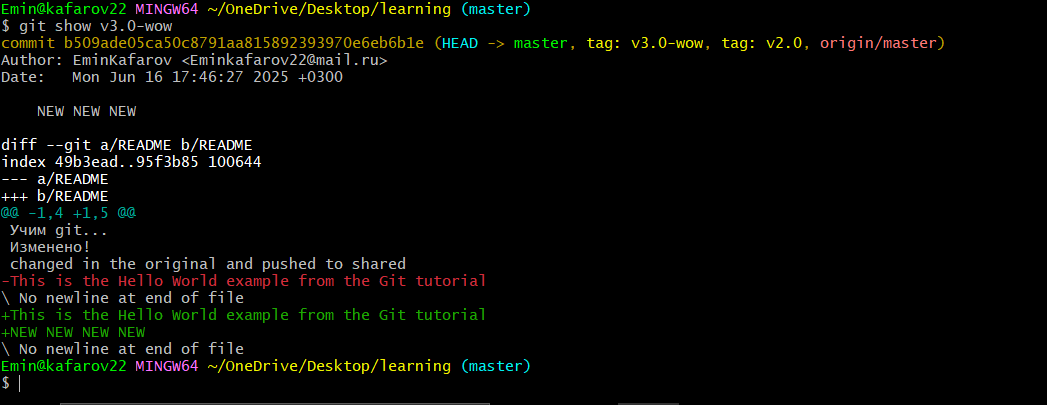 Emin@kafarov22 MINGW64 ~/OneDrive/Desktop/learning (master)
$ git show v3.0-wow
commit b509ade05ca50c8791aa815892393970e6eb6b1e (HEAD -> master, tag: v3.0-wow, tag: v2.0, origin/master)
Author: EminKafarov <Eminkafarov22@mail.ru>
Date:   Mon Jun 16 17:46:27 2025 +0300

    NEW NEW NEW

diff --git a/README b/README
index 49b3ead..95f3b85 100644
--- a/README
+++ b/README
@@ -1,4 +1,5 @@
 Учим git...
 Изменено!
 changed in the original and pushed to shared
-This is the Hello World example from the Git tutorial
\ No newline at end of file
+This is the Hello World example from the Git tutorial
+NEW NEW NEW NEW
\ No newline at end of file
Emin@kafarov22 MINGW64 ~/OneDrive/Desktop/learning (master)
$